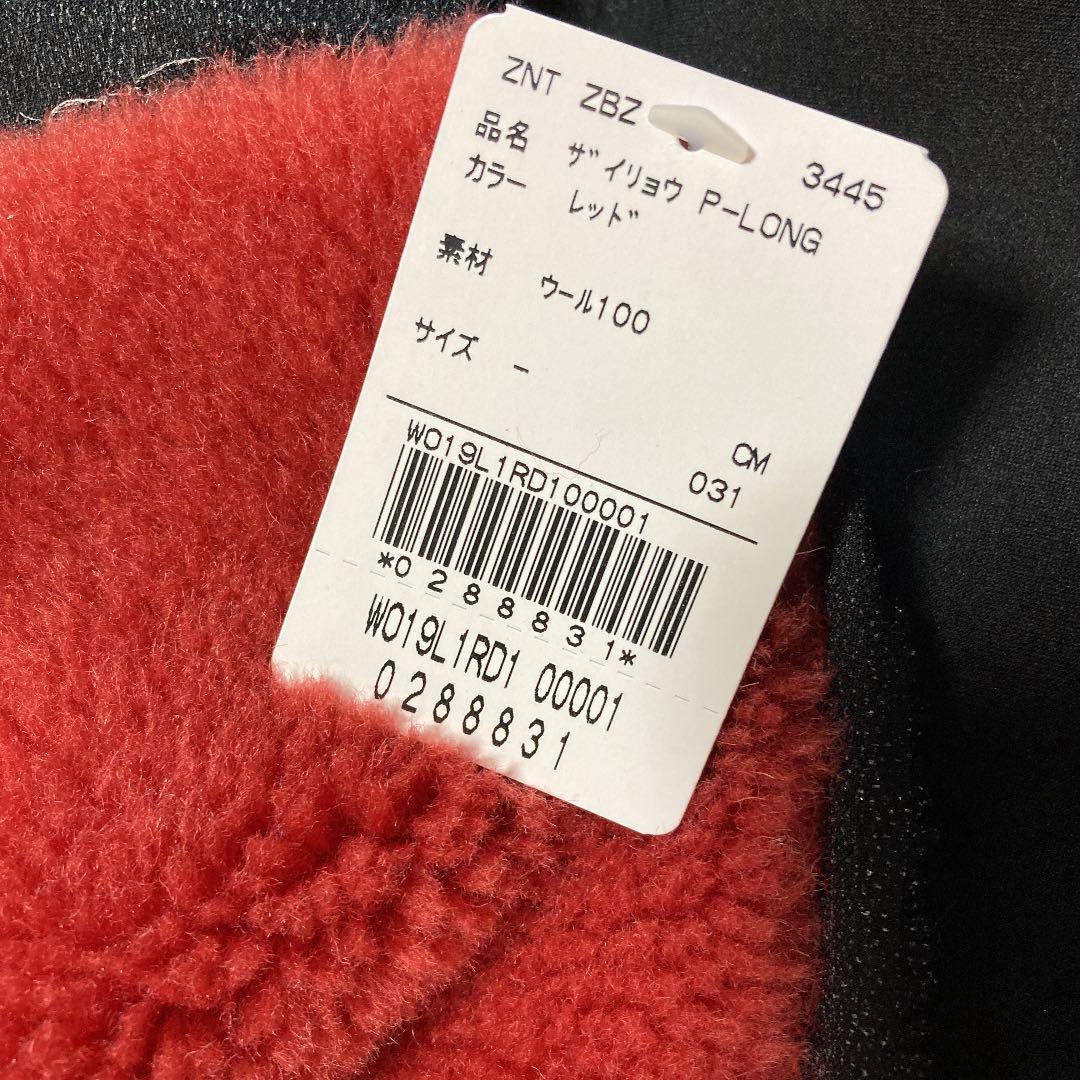 ZNT ZBZ 3445
品名 ザイリョウ P-LONG
カラー レッド
素材 ウール100
サイズ -
CM
031
W019L1RD100001
*0288831*
W019L1RD1 00001
0288831